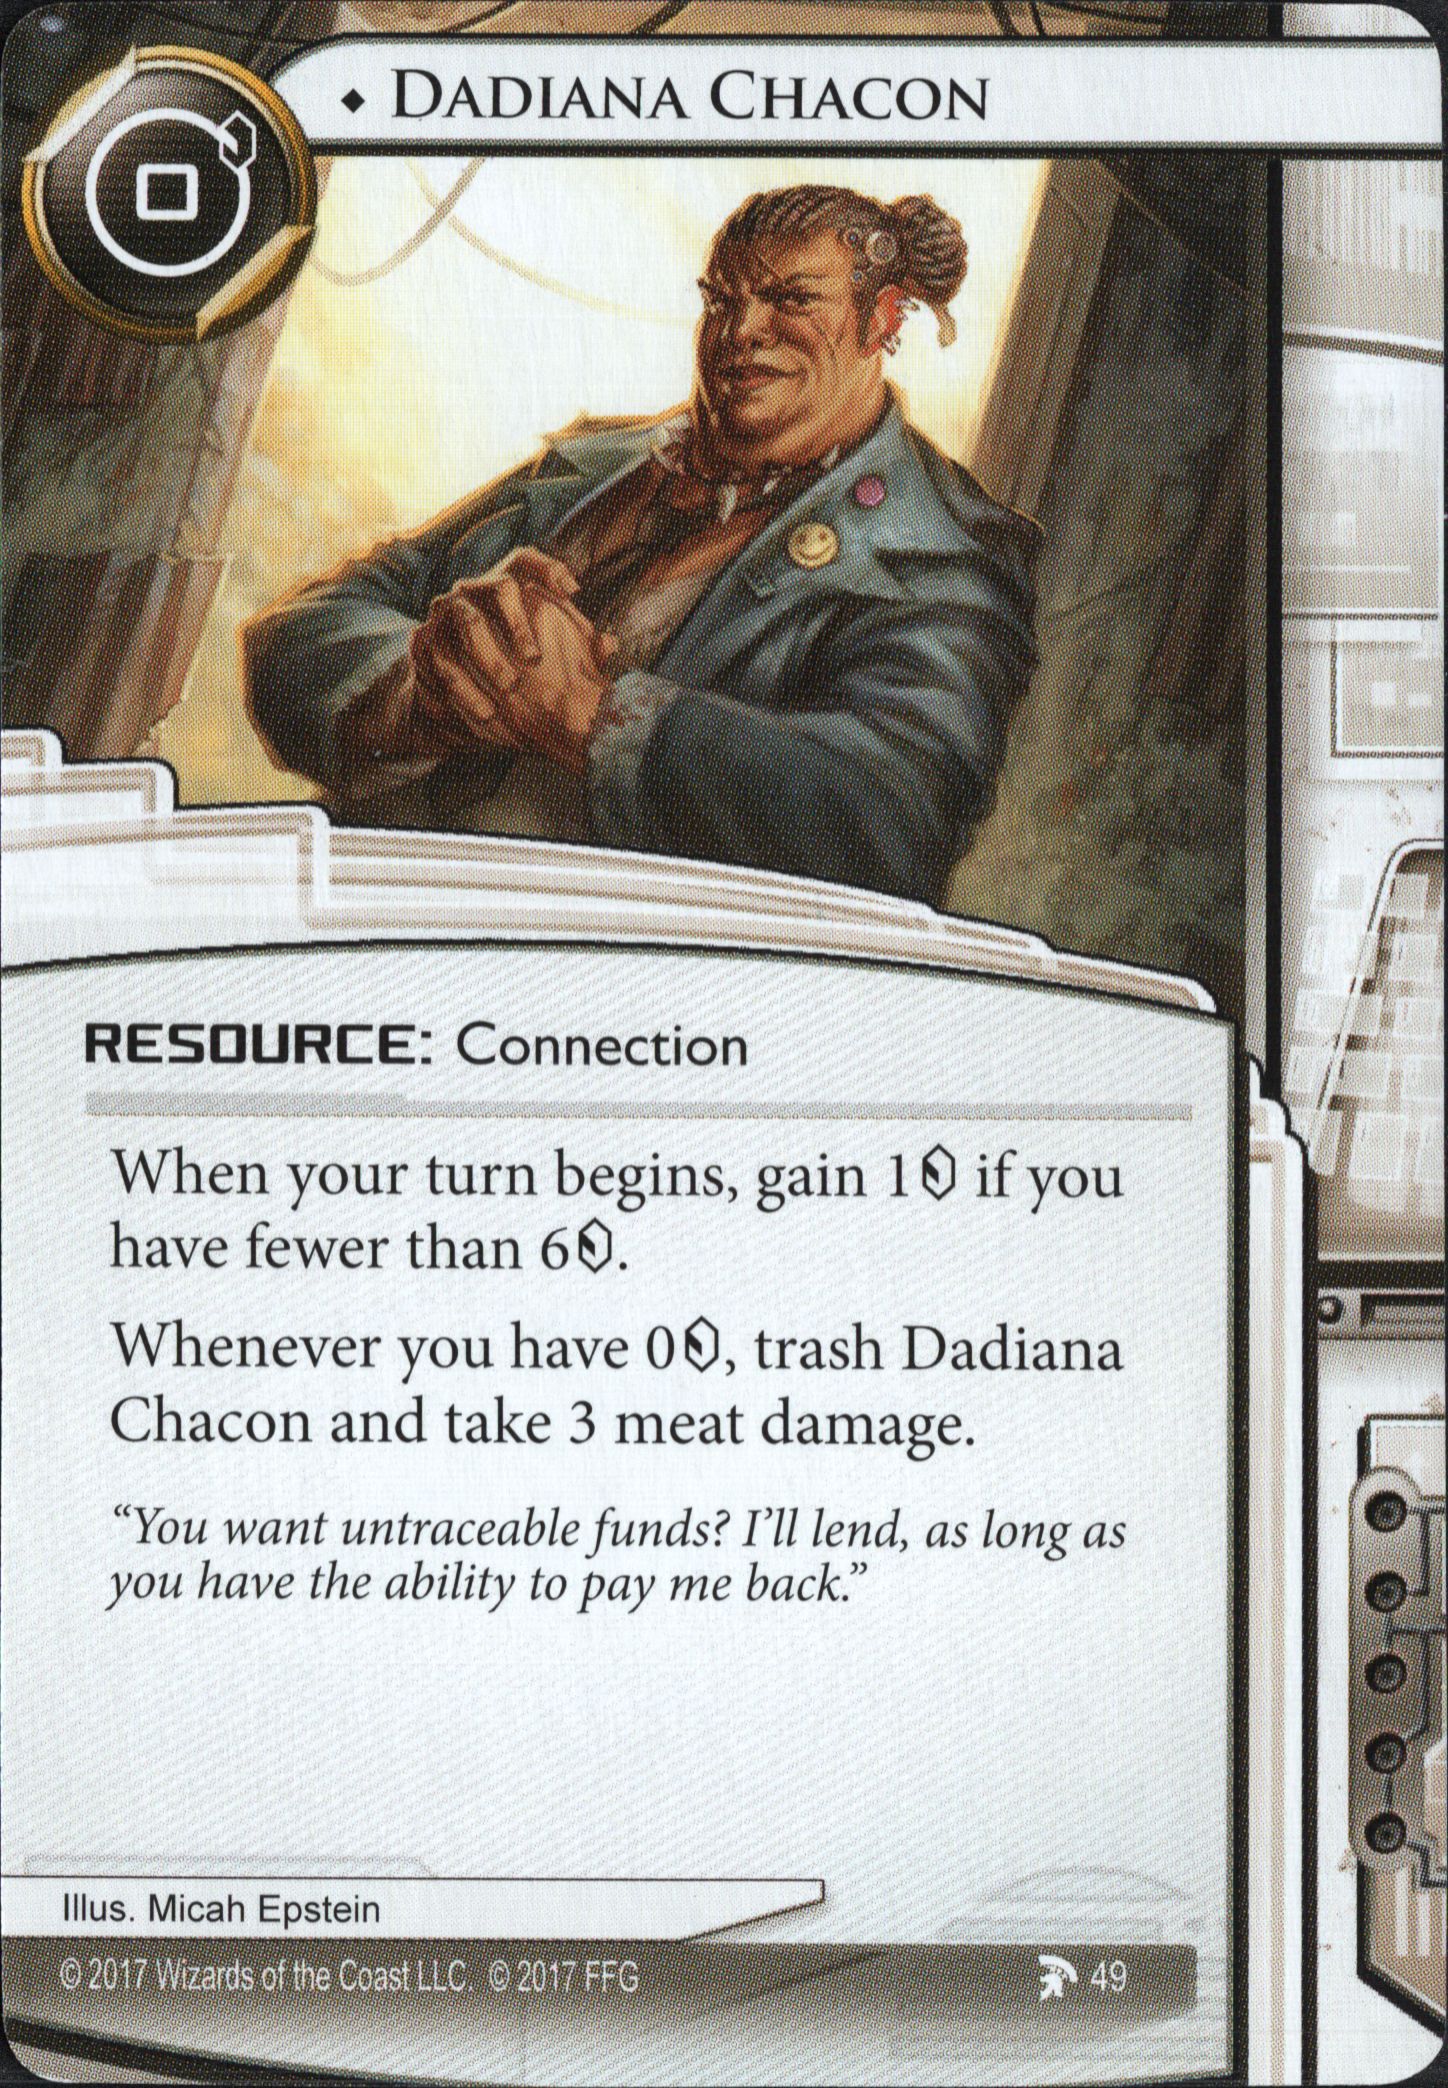 ◆ DADIANA CHACON
0
RESOURCE: Connection
When your turn begins, gain 1 if you
have fewer than 6.
Whenever you have 0, trash Dadiana
Chacon and take 3 meat damage.
“You want untraceable funds? I’ll lend, as long as
you have the ability to pay me back.”
Illus. Micah Epstein
© 2017 Wizards of the Coast LLC. © 2017 FFG
49